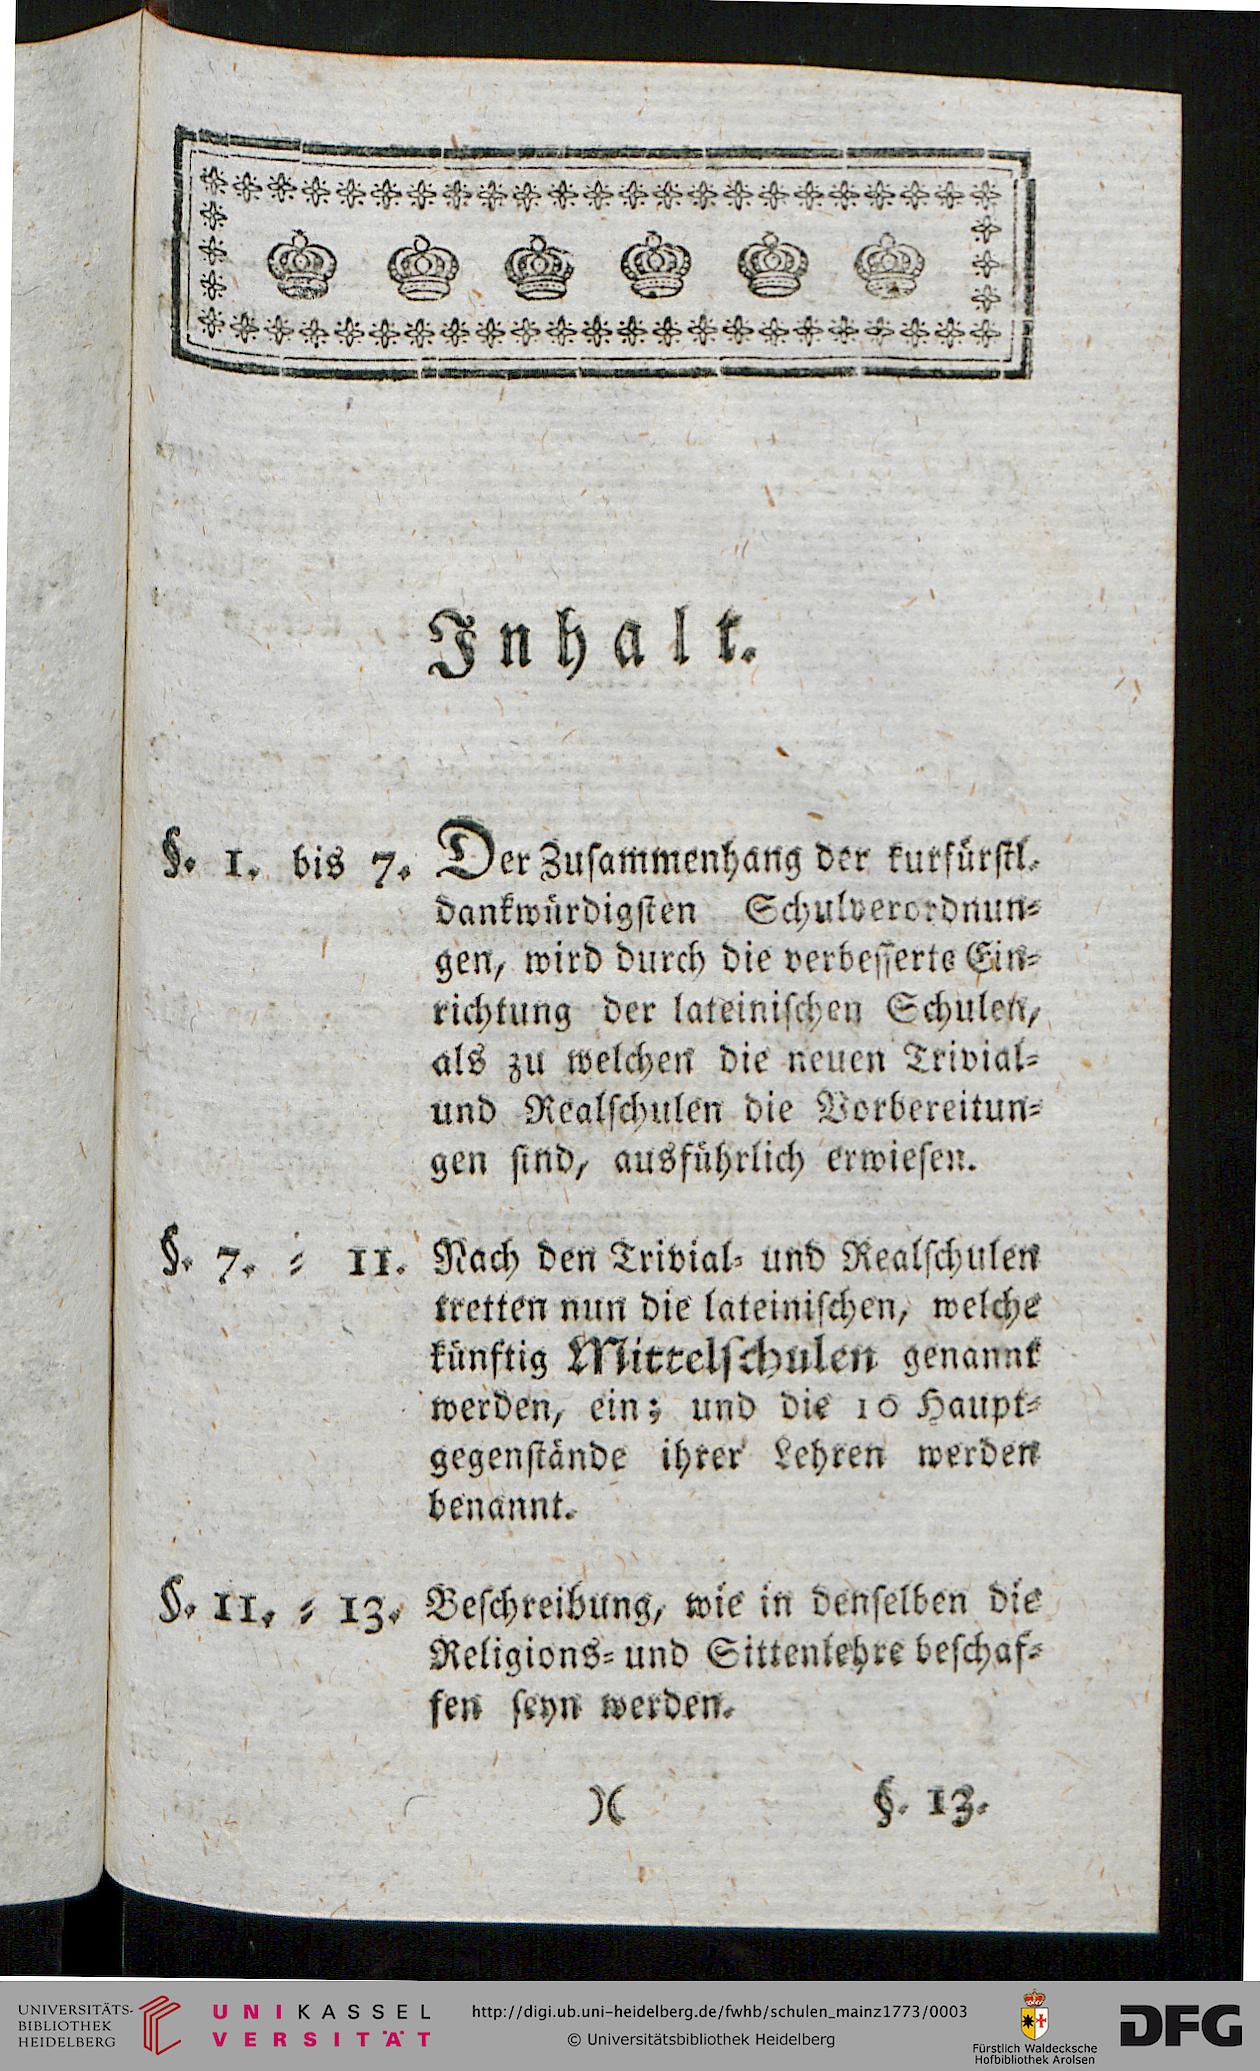 Inhalt.
§. 1. bis 7. Der Zuſammenhang der kurfürſtl.
dankwürdigſten Schulverordnun⸗
gen, wird durch die verbeſſerte Ein⸗
richtung der lateiniſchen Schulen,
als zu welchen die neuen Trivial⸗
und Realſchulen die Vorbereitun⸗
gen ſind, ausführlich erwieſen.
§. 7. ⸗ 11. Nach den Trivial⸗ und Realſchulen
tretten nun die lateiniſchen, welche
künftig Mittelſchulen genannt
werden, ein; und die 10 Haupt⸗
gegenſtände ihrer Lehren werden
benannt.
§. 11. ⸗ 13. Beſchreibung, wie in denſelben die
Religions⸗ und Sittenlehre beſchaf⸗
fen ſeyn werden.
)( §. 13.
UNIVERSITÄTS-
BIBLIOTHEK
HEIDELBERG
UNIKASSEL
VERSITÄT
http://digi.ub.uni-heidelberg.de/fwhb/schulen_mainz1773/0003
© Universitätsbibliothek Heidelberg
Fürstlich Waldecksche
Hofbibliothek Arolsen
DFG